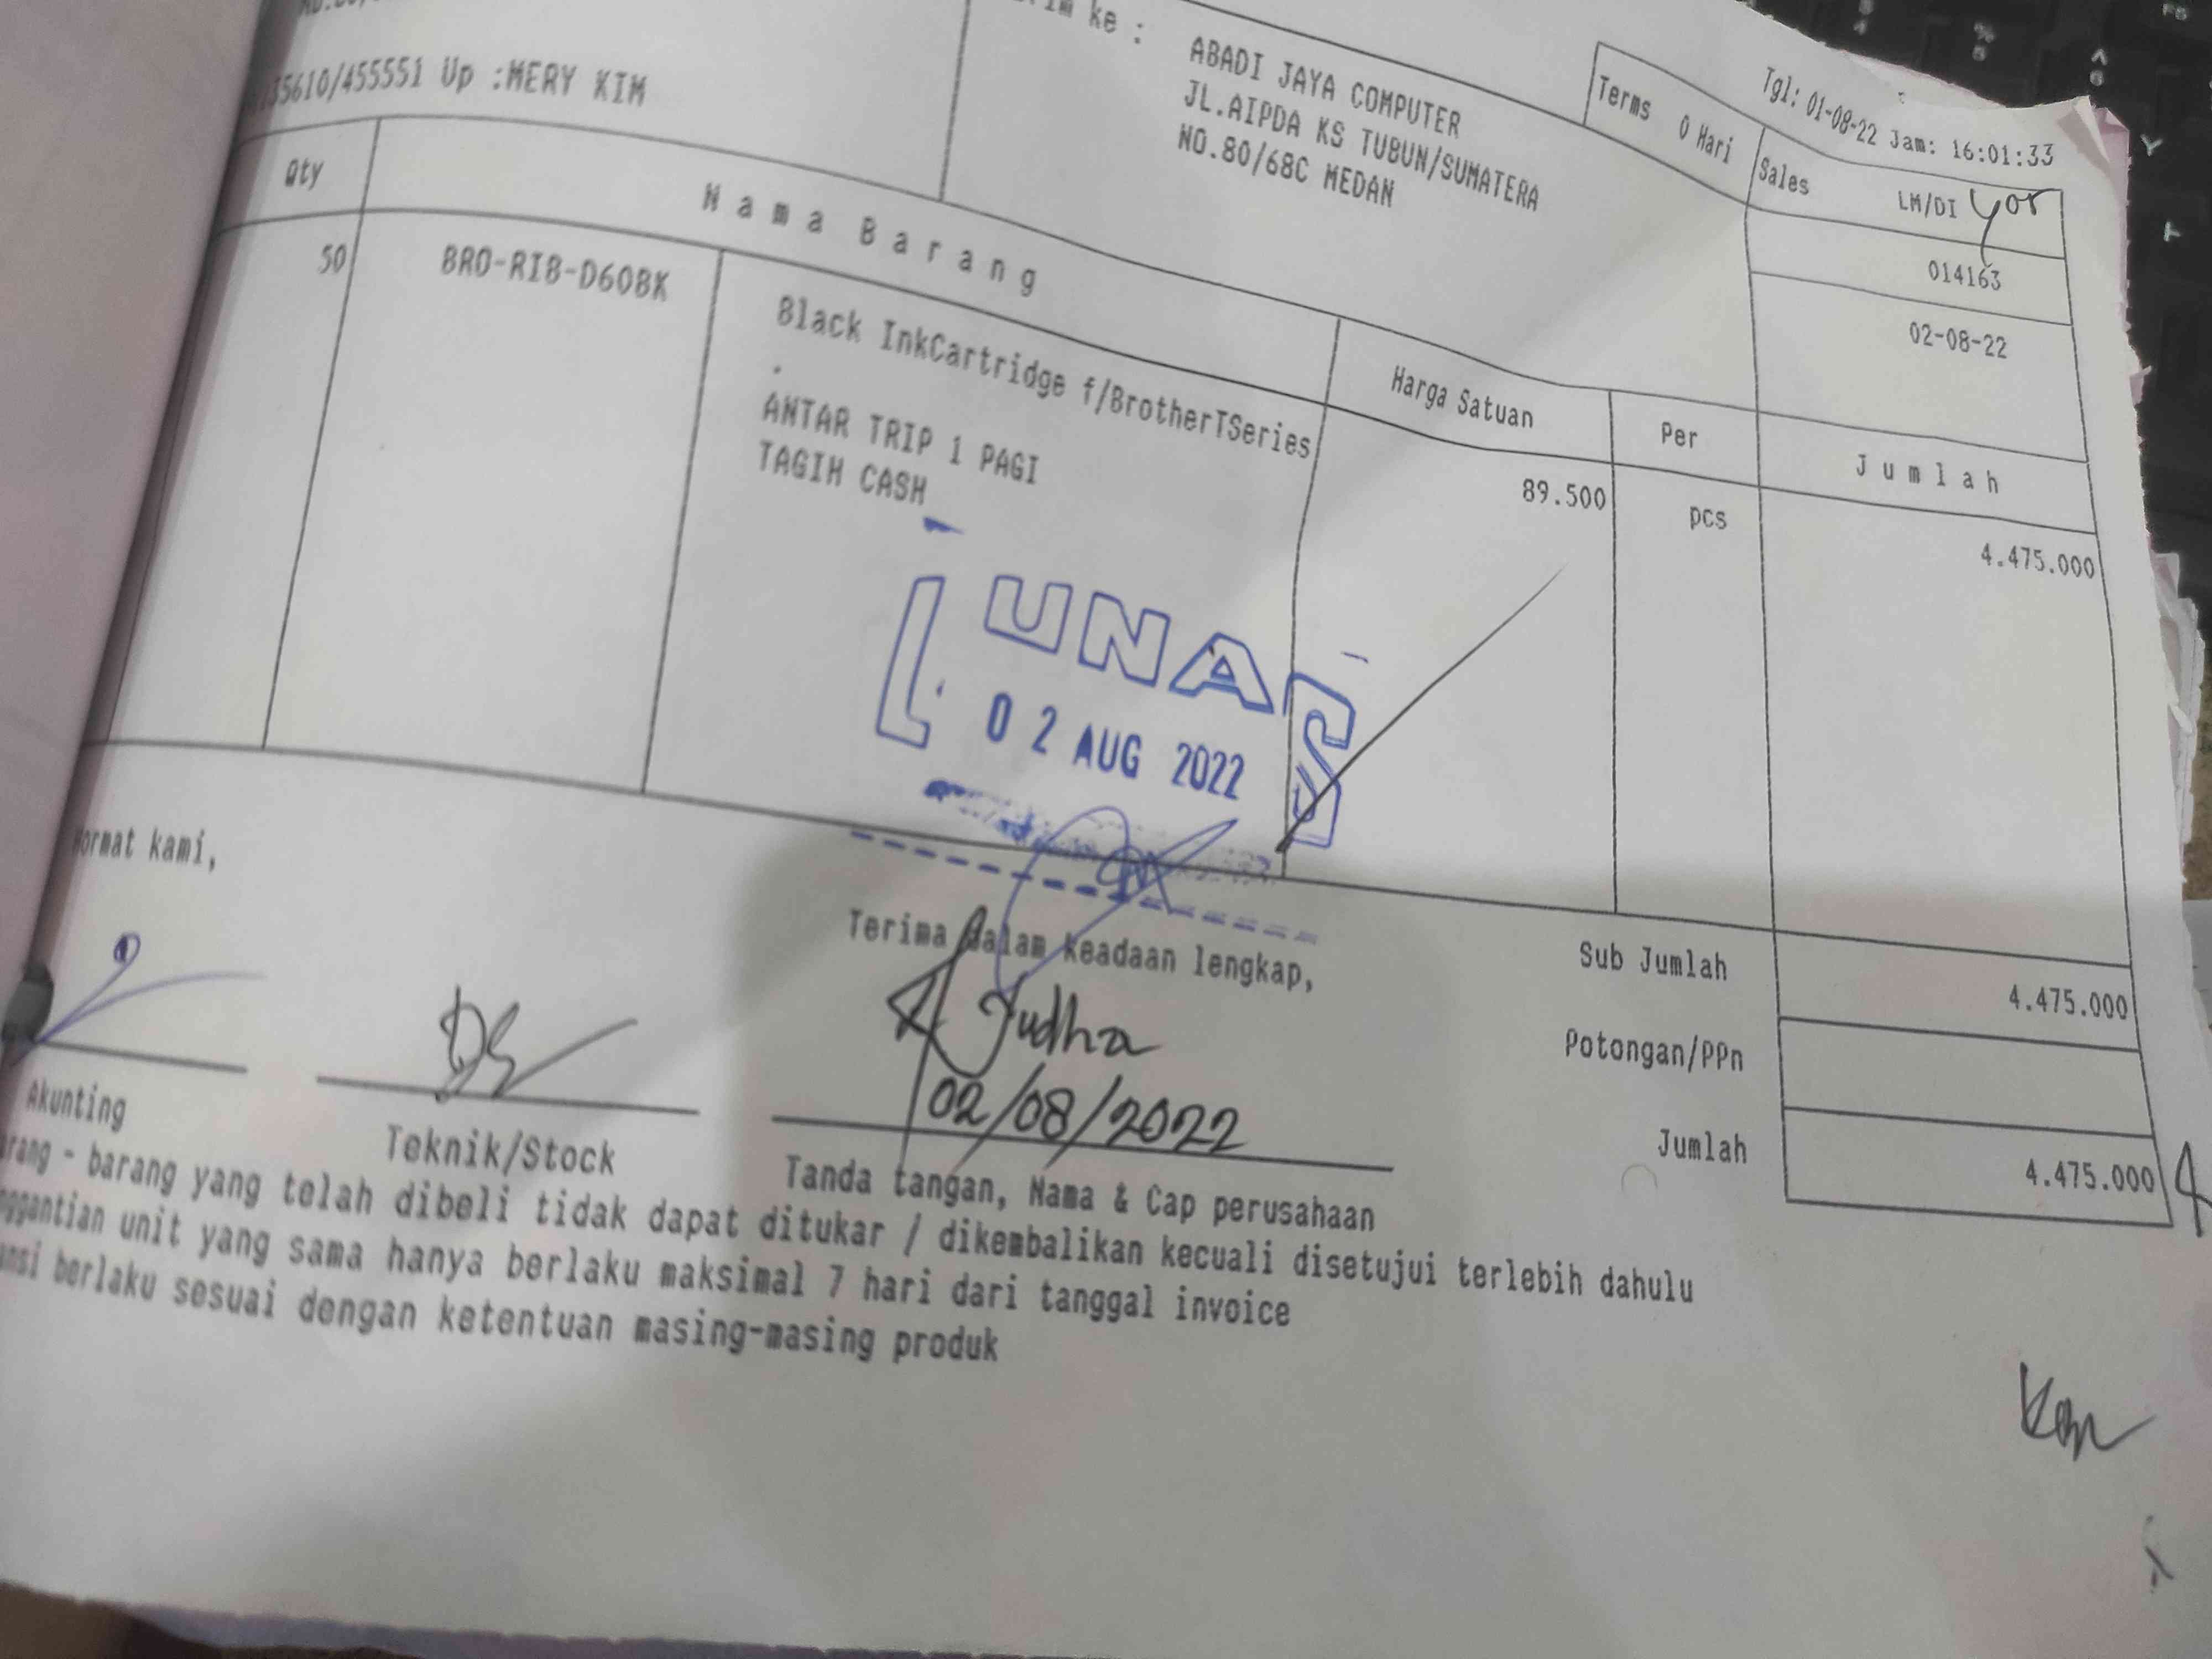 35610/455551 Up :MERY KIM
ke :
ABADI JAYA COMPUTER
JL.AIPDA KS TUBUN/SUMATERA
NO.80/68C MEDAN
Tgl: 01-08-22 Jam: 16:01:33
Terms 0 Hari
Sales LM/DI
014163
02-08-22
Qty
Nama Barang
Harga Satuan
Per
Jumlah
50
BRO-RIB-D60BK
Black InkCartridge f/BrotherTSeries
.
ANTAR TRIP 1 PAGI
TAGIH CASH
89.500
pcs
4.475.000
LUNAS
02 AUG 2022
Hormat kami,
Terima dalam keadaan lengkap,
Sub Jumlah
4.475.000
Potongan/PPn
Jumlah
4.475.000
Judha
02/08/2022
Akunting
Teknik/Stock
Tanda tangan, Nama & Cap perusahaan
- barang yang telah dibeli tidak dapat ditukar / dikembalikan kecuali disetujui terlebih dahulu
unit yang sama hanya berlaku maksimal 7 hari dari tanggal invoice
berlaku sesuai dengan ketentuan masing-masing produk